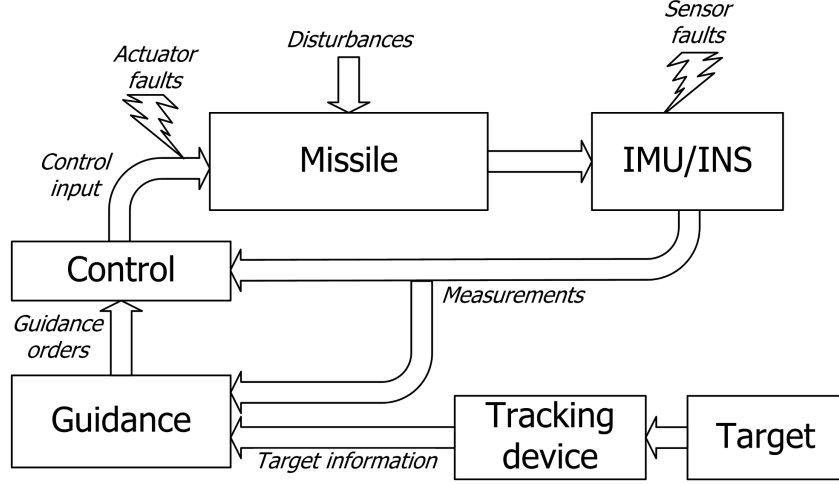 Sensor
faults
Disturbances
Actuator
faults
Missile
IMU/INS
Control
input
Control
Measurements
Guidance
orders
Guidance
Tracking
device
Target
Target information